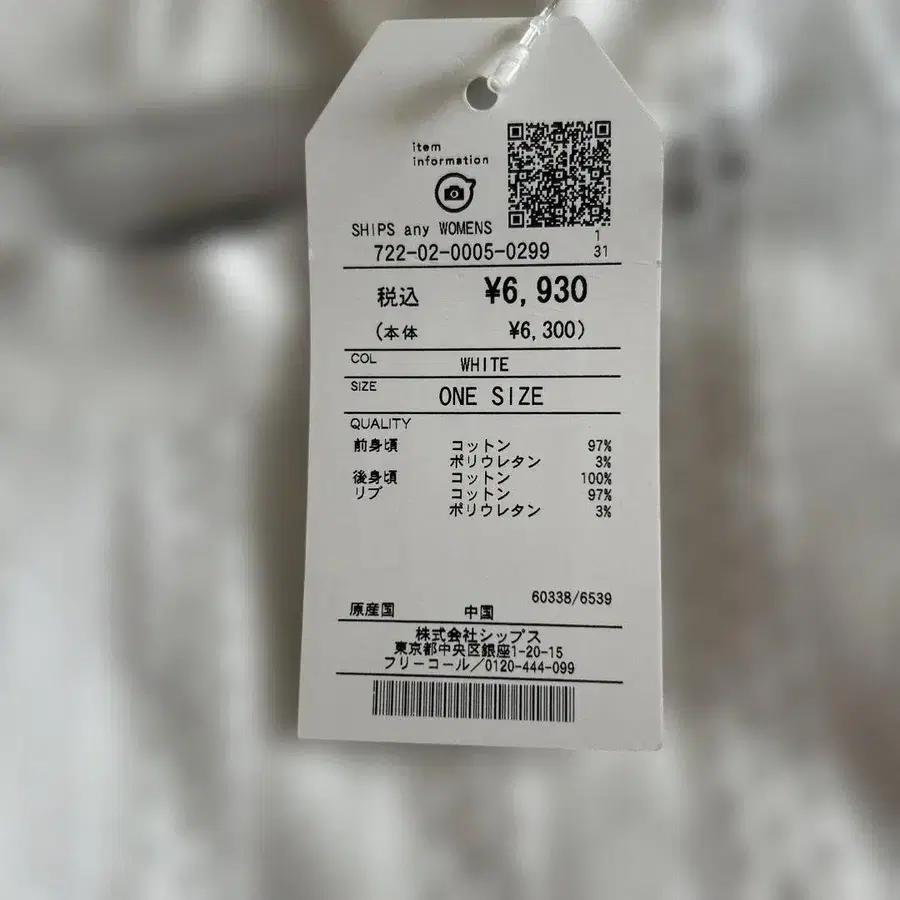 item
information
SHIPS any WOMENS
1
722-02-0005-0299 31
税込 ¥6,930
(本体 ¥6,300)
COL WHITE
SIZE ONE SIZE
QUALITY
前身頃 コットン 97%
ポリウレタン 3%
後身頃 コットン 100%
リブ コットン 97%
ポリウレタン 3%
60338/6539
原産国 中国
株式会社シップス
東京都中央区銀座1-20-15
フリーコール／0120-444-099